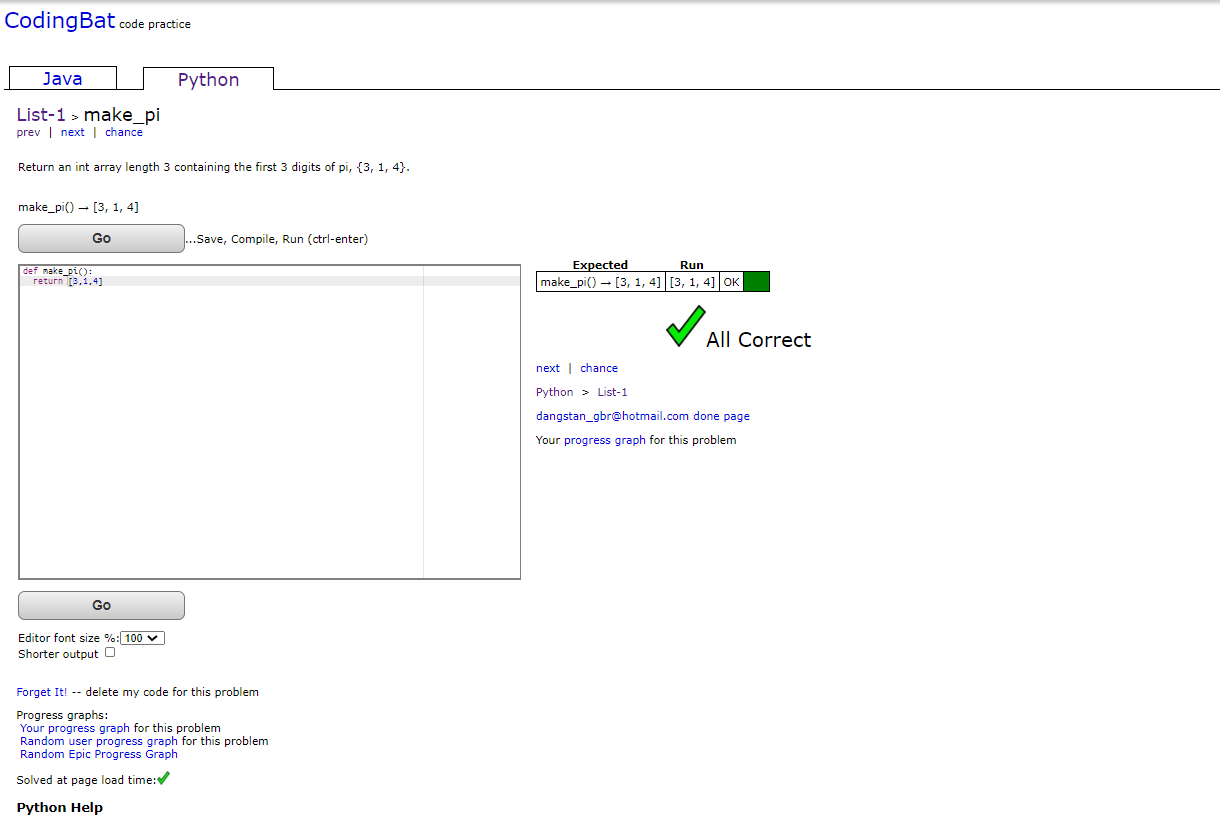 CodingBat code practice
Java
Python
List-1 > make_pi
prev | next | chance
Return an int array length 3 containing the first 3 digits of pi, {3, 1, 4}.
make_pi() → [3, 1, 4]
Go
...Save, Compile, Run (ctrl-enter)
def make_pi():
  return [3,1,4]
Expected Run
make_pi() → [3, 1, 4] [3, 1, 4] OK
All Correct
next | chance
Python > List-1
dangstan_gbr@hotmail.com done page
Your progress graph for this problem
Go
Editor font size %: 100
Shorter output
Forget It! -- delete my code for this problem
Progress graphs:
Your progress graph for this problem
Random user progress graph for this problem
Random Epic Progress Graph
Solved at page load time:
Python Help